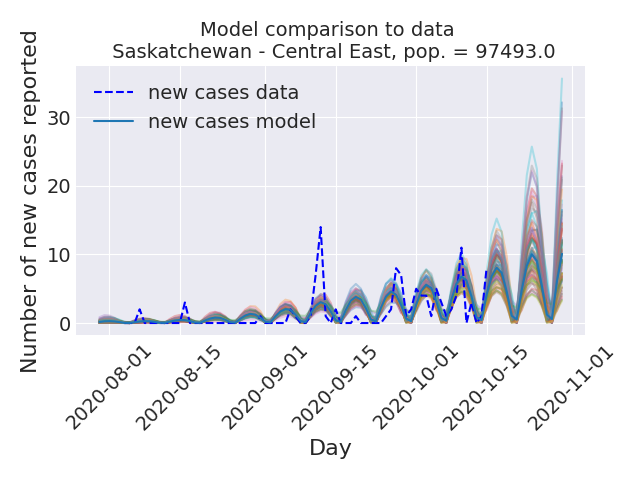 Model comparison to data
Saskatchewan - Central East, pop. = 97493.0
Number of new cases reported
new cases data
new cases model
30
20
10
0
2020-08-01
2020-08-15
2020-09-01
2020-09-15
2020-10-01
2020-10-15
2020-11-01
Day